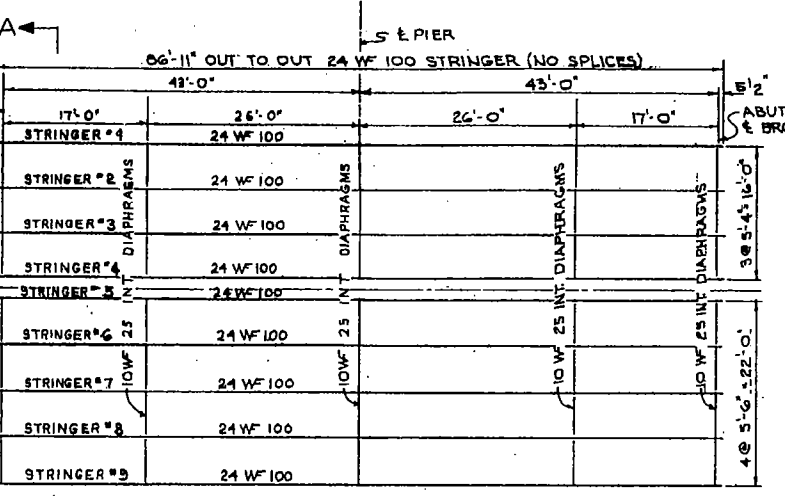 A
S ℄ PIER
86'-11" OUT TO OUT 24 WF 100 STRINGER (NO SPLICES)
43'-0" 43'-0" 5 1/2"
17'-0" 26'-0" 26'-0" 17'-0" ABUT
℄ BRG
STRINGER #1 24 WF 100
STRINGER #2 24 WF 100
STRINGER #3 24 WF 100
STRINGER #4 24 WF 100
STRINGER #5 24 WF 100
STRINGER #6 24 WF 100
STRINGER #7 24 WF 100
STRINGER #8 24 WF 100
STRINGER #9 24 WF 100
10 WF 25 INT. DIAPHRAGMS
10 WF 25 INT. DIAPHRAGMS
10 WF 25 INT. DIAPHRAGMS
10 WF 25 INT. DIAPHRAGMS
3 @ 5'-4"= 16'-0"
4 @ 5'-6" = 22'-0"